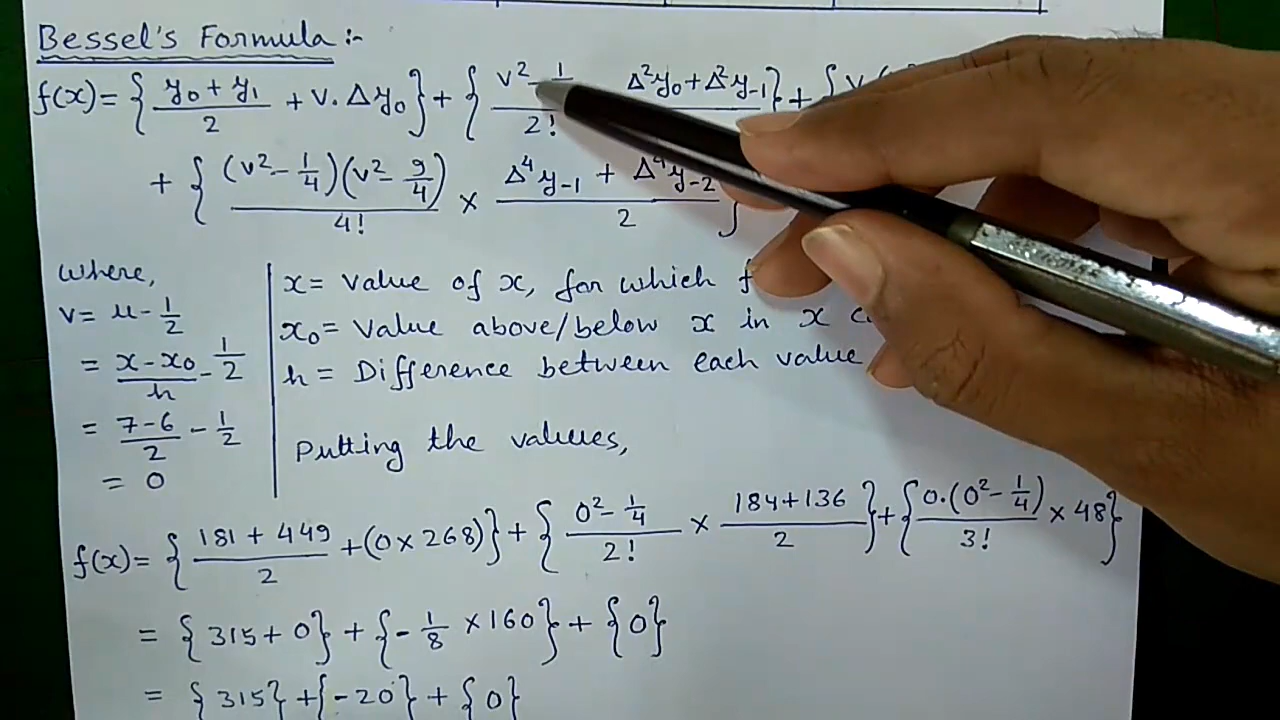 Bessel's Formula :-
f(x) = { (y₀ + y₁)/2 + v.Δy₀ } + { (v² - 1/)/2! Δ²y₀ + Δ²y₋₁ } + { v
+ { (v² - 1/4)(v² - 9/4)/4! × (Δ⁴y₋₁ + Δ⁴y₋₂)/2 }
where,
v = u - 1/2
= (x - x₀)/h - 1/2
= (7 - 6)/2 - 1/2
= 0
x = value of x, for which
x₀ = value above/below x in x
h = Difference between each value
Putting the values,
f(x) = { (181 + 449)/2 + (0 × 268) } + { (0² - 1/4)/2! × (184 + 136)/2 } + { 0.(0² - 1/4)/3! × 48 }
= { 315 + 0 } + { - 1/8 × 160 } + { 0 }
= { 315 } + { - 20 } + { 0 }